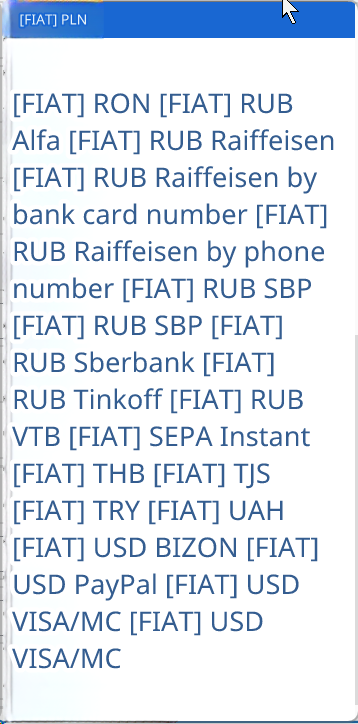 [FIAT] PLN
[FIAT] RON [FIAT] RUB
Alfa [FIAT] RUB Raiffeisen
[FIAT] RUB Raiffeisen by
bank card number [FIAT]
RUB Raiffeisen by phone
number [FIAT] RUB SBP
[FIAT] RUB SBP [FIAT]
RUB Sberbank [FIAT]
RUB Tinkoff [FIAT] RUB
VTB [FIAT] SEPA Instant
[FIAT] THB [FIAT] TJS
[FIAT] TRY [FIAT] UAH
[FIAT] USD BIZON [FIAT]
USD PayPal [FIAT] USD
VISA/MC [FIAT] USD
VISA/MC